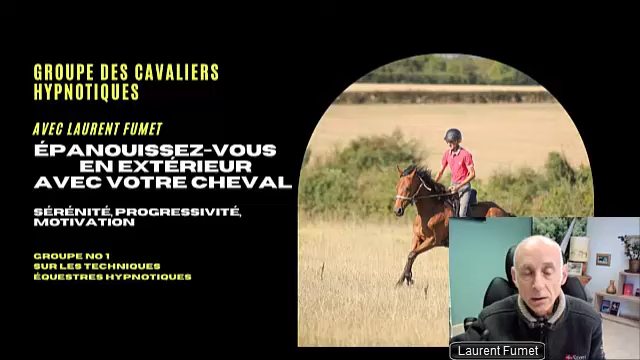 GROUPE DES CAVALIERS
HYPNOTIQUES
AVEC LAURENT FUMET
ÉPANOUISSEZ-VOUS
EN EXTÉRIEUR
AVEC VOTRE CHEVAL
SÉRÉNITÉ, PROGRESSIVITÉ,
MOTIVATION
GROUPE NO 1
SUR LES TECHNIQUES
ÉQUESTRES HYPNOTIQUES
Laurent Fumet